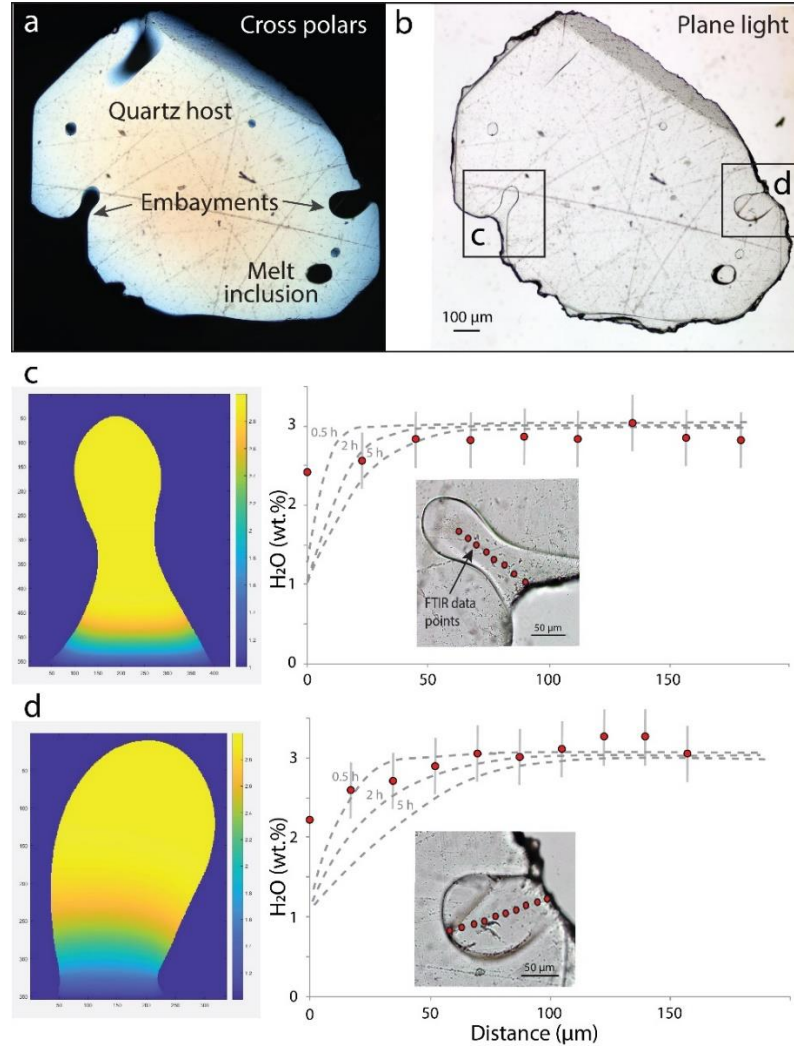 a
Cross polars
Quartz host
Embayments
Melt
inclusion
b
Plane light
c
d
100 µm
c
H₂O (wt.%)
3
2
1
0
0.5 h
2 h
5 h
FTIR data
points
50 µm
0
50
100
150
d
H₂O (wt.%)
3
2
1
0
0.5 h
2 h
5 h
50 µm
0
50
100
150
Distance (µm)